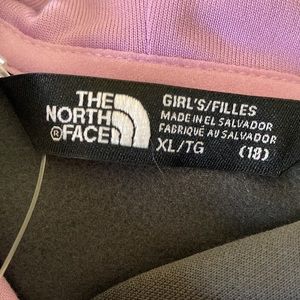 THE
NORTH
®FACE
GIRL'S/FILLES
MADE IN EL SALVADOR
FABRIQUÉ AU SALVADOR
XL/TG (18)